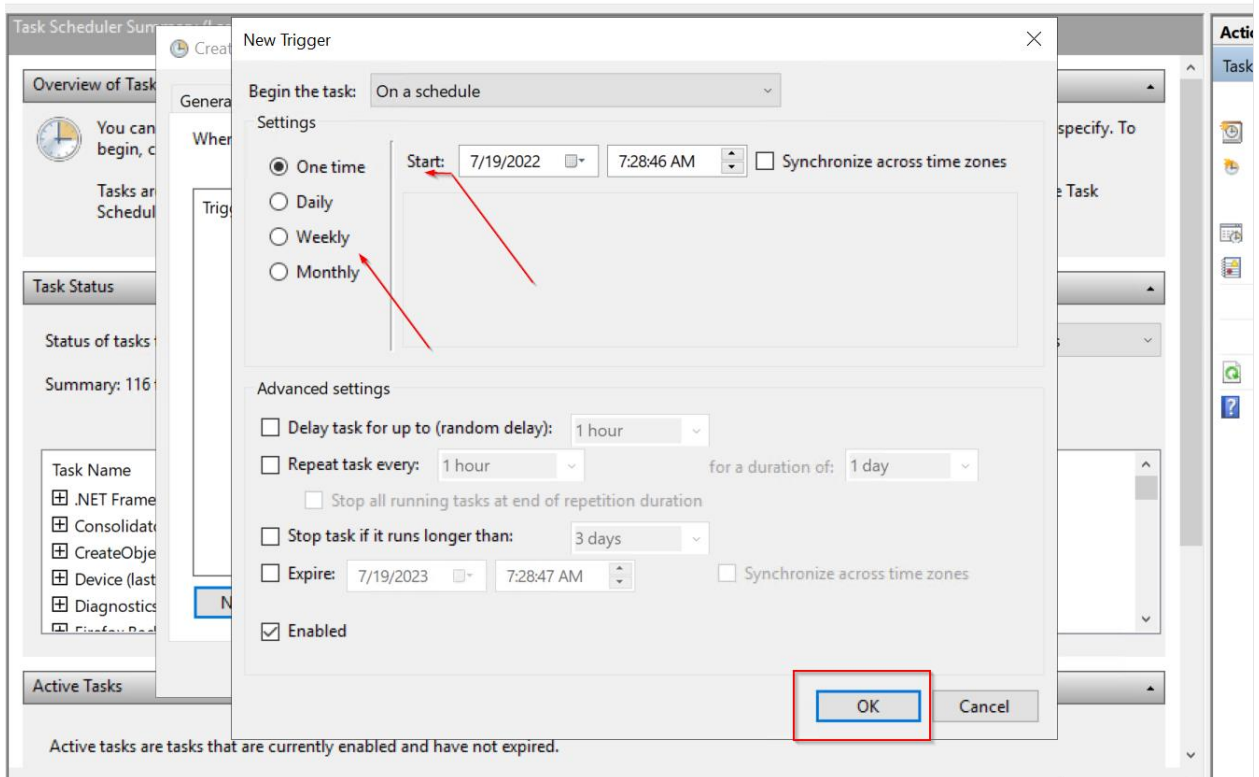 Task Scheduler Sum
New Trigger
Actio
Creat
Task
Overview of Task
Genera
Begin the task: On a schedule
You can
begin, c
specify. To
Wher
Settings
One time
Start: 7/19/2022 7:28:46 AM Synchronize across time zones
Daily
Weekly
Monthly
Tasks ar
Schedul
e Task
Trigg
Task Status
Status of tasks
Summary: 116
Advanced settings
Delay task for up to (random delay): 1 hour
Repeat task every: 1 hour for a duration of: 1 day
Stop all running tasks at end of repetition duration
Stop task if it runs longer than: 3 days
Expire: 7/19/2023 7:28:47 AM Synchronize across time zones
Enabled
Task Name
.NET Frame
Consolidato
CreateObje
Device (last
Diagnostics
N
OK Cancel
Active Tasks
Active tasks are tasks that are currently enabled and have not expired.